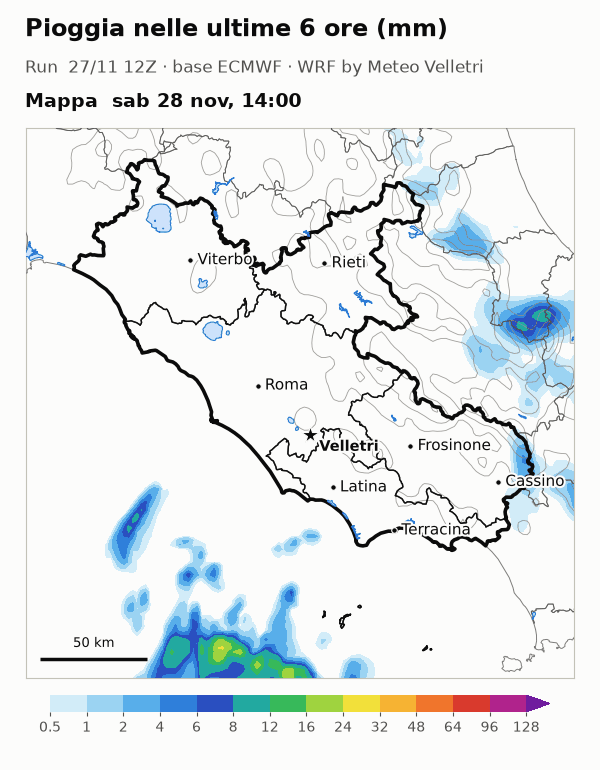 Pioggia nelle ultime 6 ore (mm)
Run  27/11 12Z · base ECMWF · WRF by Meteo Velletri
Mappa  sab 28 nov, 14:00
Viterbo
Rieti
Roma
Velletri
Frosinone
Latina
Cassino
Terracina
50 km
0.5 1 2 4 6 8 12 16 24 32 48 64 96 128